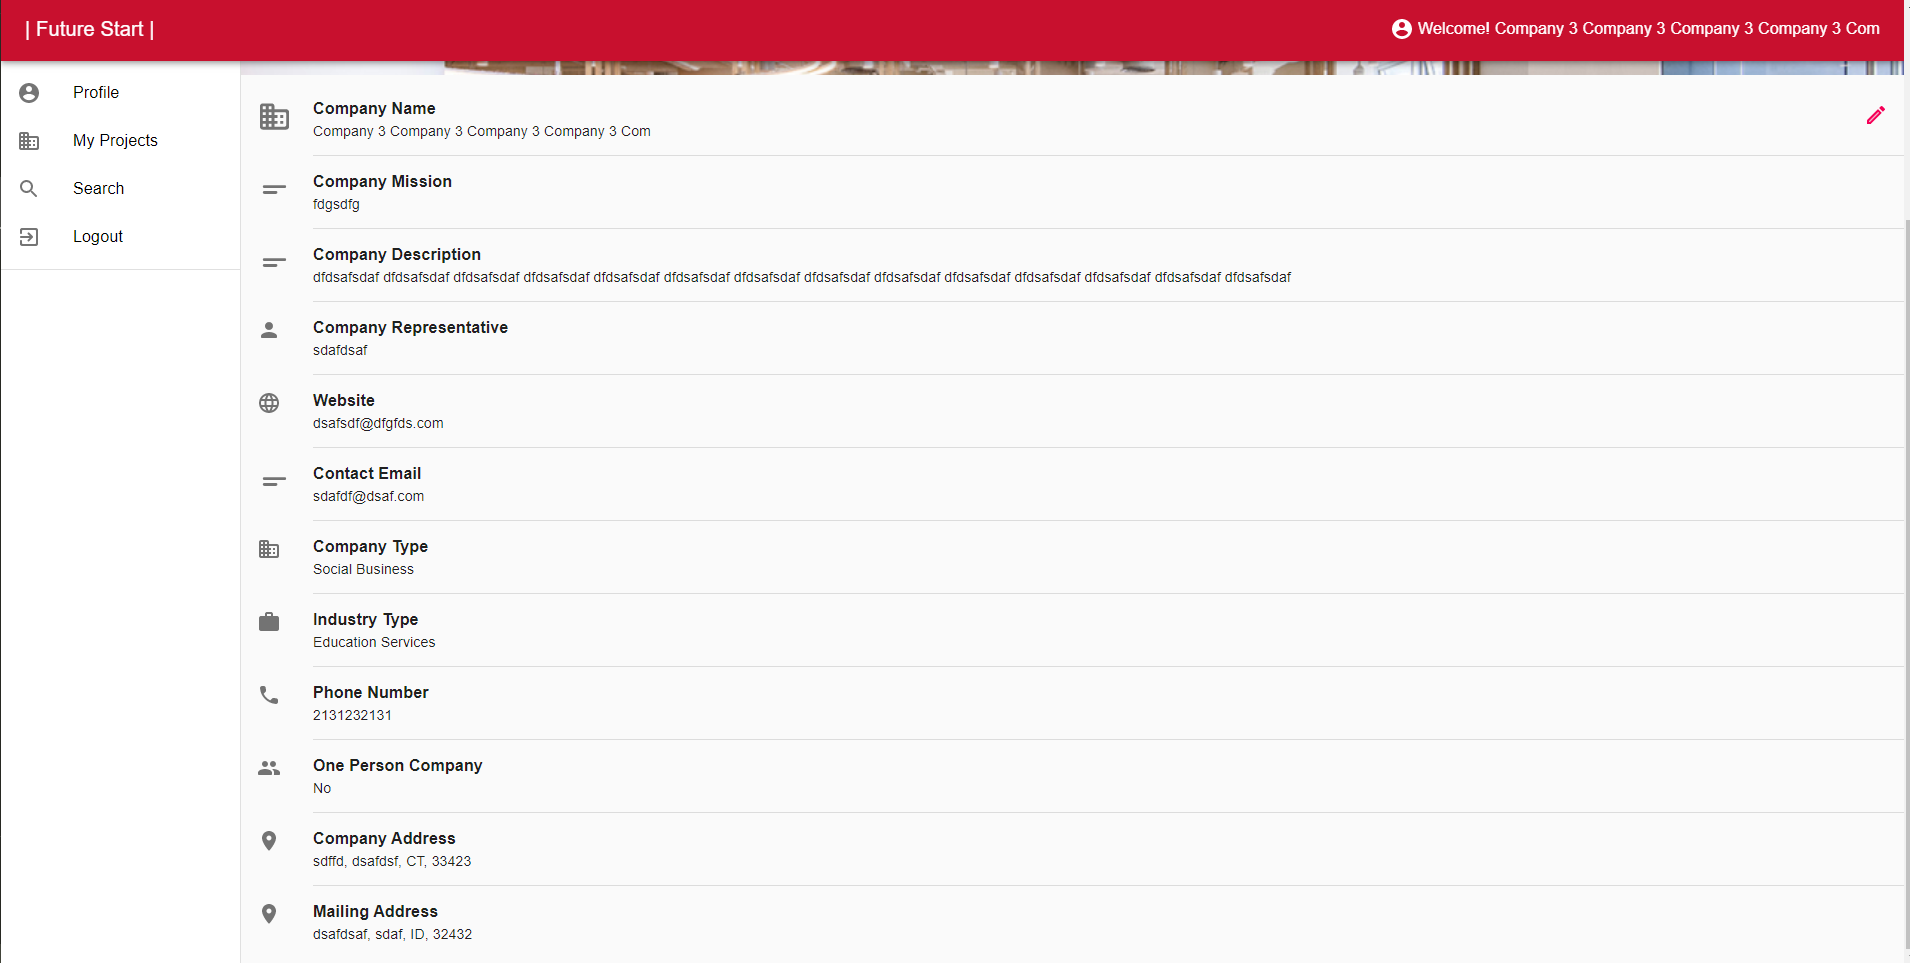 | Future Start |
Welcome! Company 3 Company 3 Company 3 Company 3 Com
Profile
My Projects
Search
Logout
Company Name
Company 3 Company 3 Company 3 Company 3 Com
Company Mission
fdgsdfg
Company Description
dfdsafsdaf dfdsafsdaf dfdsafsdaf dfdsafsdaf dfdsafsdaf dfdsafsdaf dfdsafsdaf dfdsafsdaf dfdsafsdaf dfdsafsdaf dfdsafsdaf dfdsafsdaf dfdsafsdaf dfdsafsdaf
Company Representative
sdafdsaf
Website
dsafsdf@dfgfds.com
Contact Email
sdafdf@dsaf.com
Company Type
Social Business
Industry Type
Education Services
Phone Number
2131232131
One Person Company
No
Company Address
sdffd, dsafdsf, CT, 33423
Mailing Address
dsafdsaf, sdaf, ID, 32432